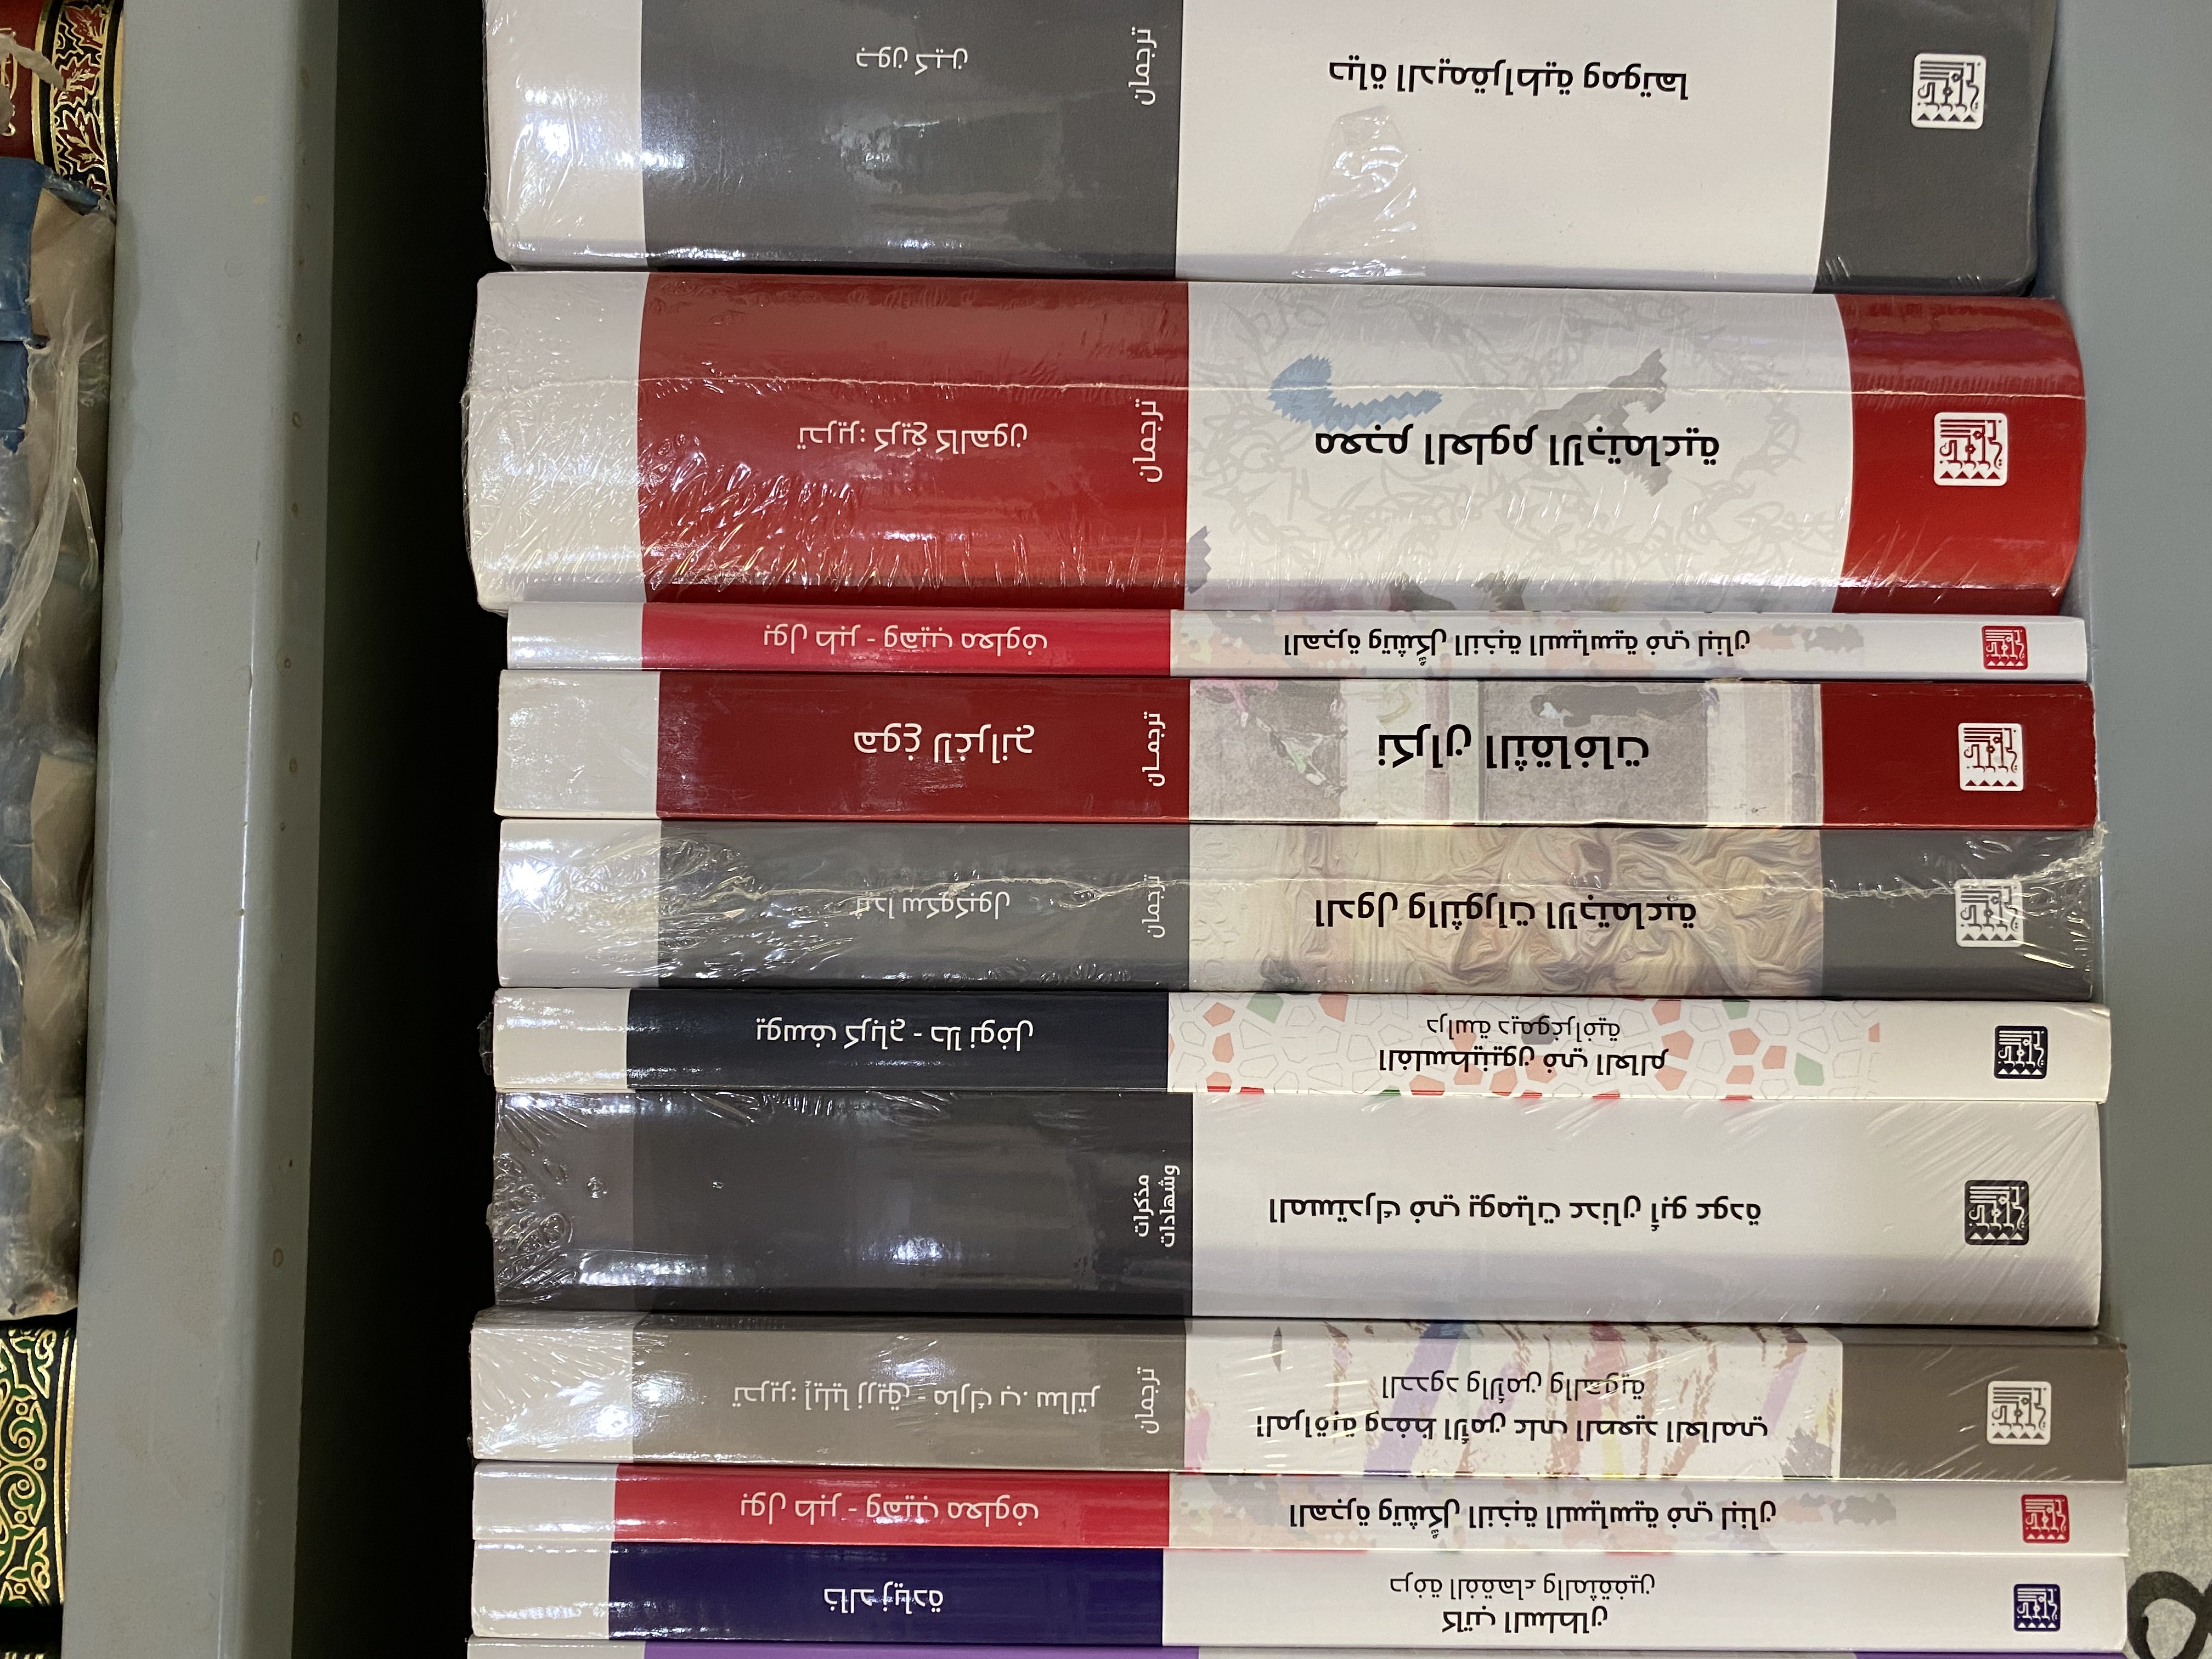 خالد زيادة
كاتب السلطان
حرفة الفقهاء والمثقفين
بول طبر - وهيب معلوف
الهجرة وتشكُّل النخبة السياسية في لبنان
تحرير: إيليا زريق - مارك ب. سالتر
ترجمان
المراقبة وحفظ الأمن على الصعيد العالمي
الحدود والأمن والهوية
مذكرات
وشهادات
المستدرك في يوميات عدنان أبو عودة
يوسف كرباج - حلا نوفل
الفلسطينيون في العالم
دراسة ديموغرافية
ثيدا سكوكبول
ترجمان
الدول والثورات الاجتماعية
هوغ لاغرانج
ترجمان
نكران الثقافات
بول طبر - وهيب معلوف
الهجرة وتشكُّل النخبة السياسية في لبنان
تحرير: كريغ كالهون
ترجمان
معجم العلوم الاجتماعية
جون كين
ترجمان
حياة الديمقراطية وموتها